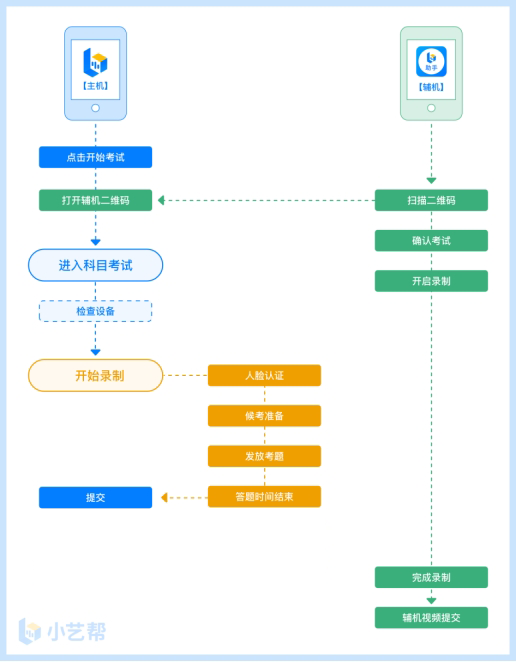 【主机】
助手
【辅机】
点击开始考试
打开辅机二维码
扫描二维码
确认考试
进入科目考试
开启录制
检查设备
开始录制
人脸认证
候考准备
发放考题
提交
答题时间结束
完成录制
辅机视频提交
小艺帮